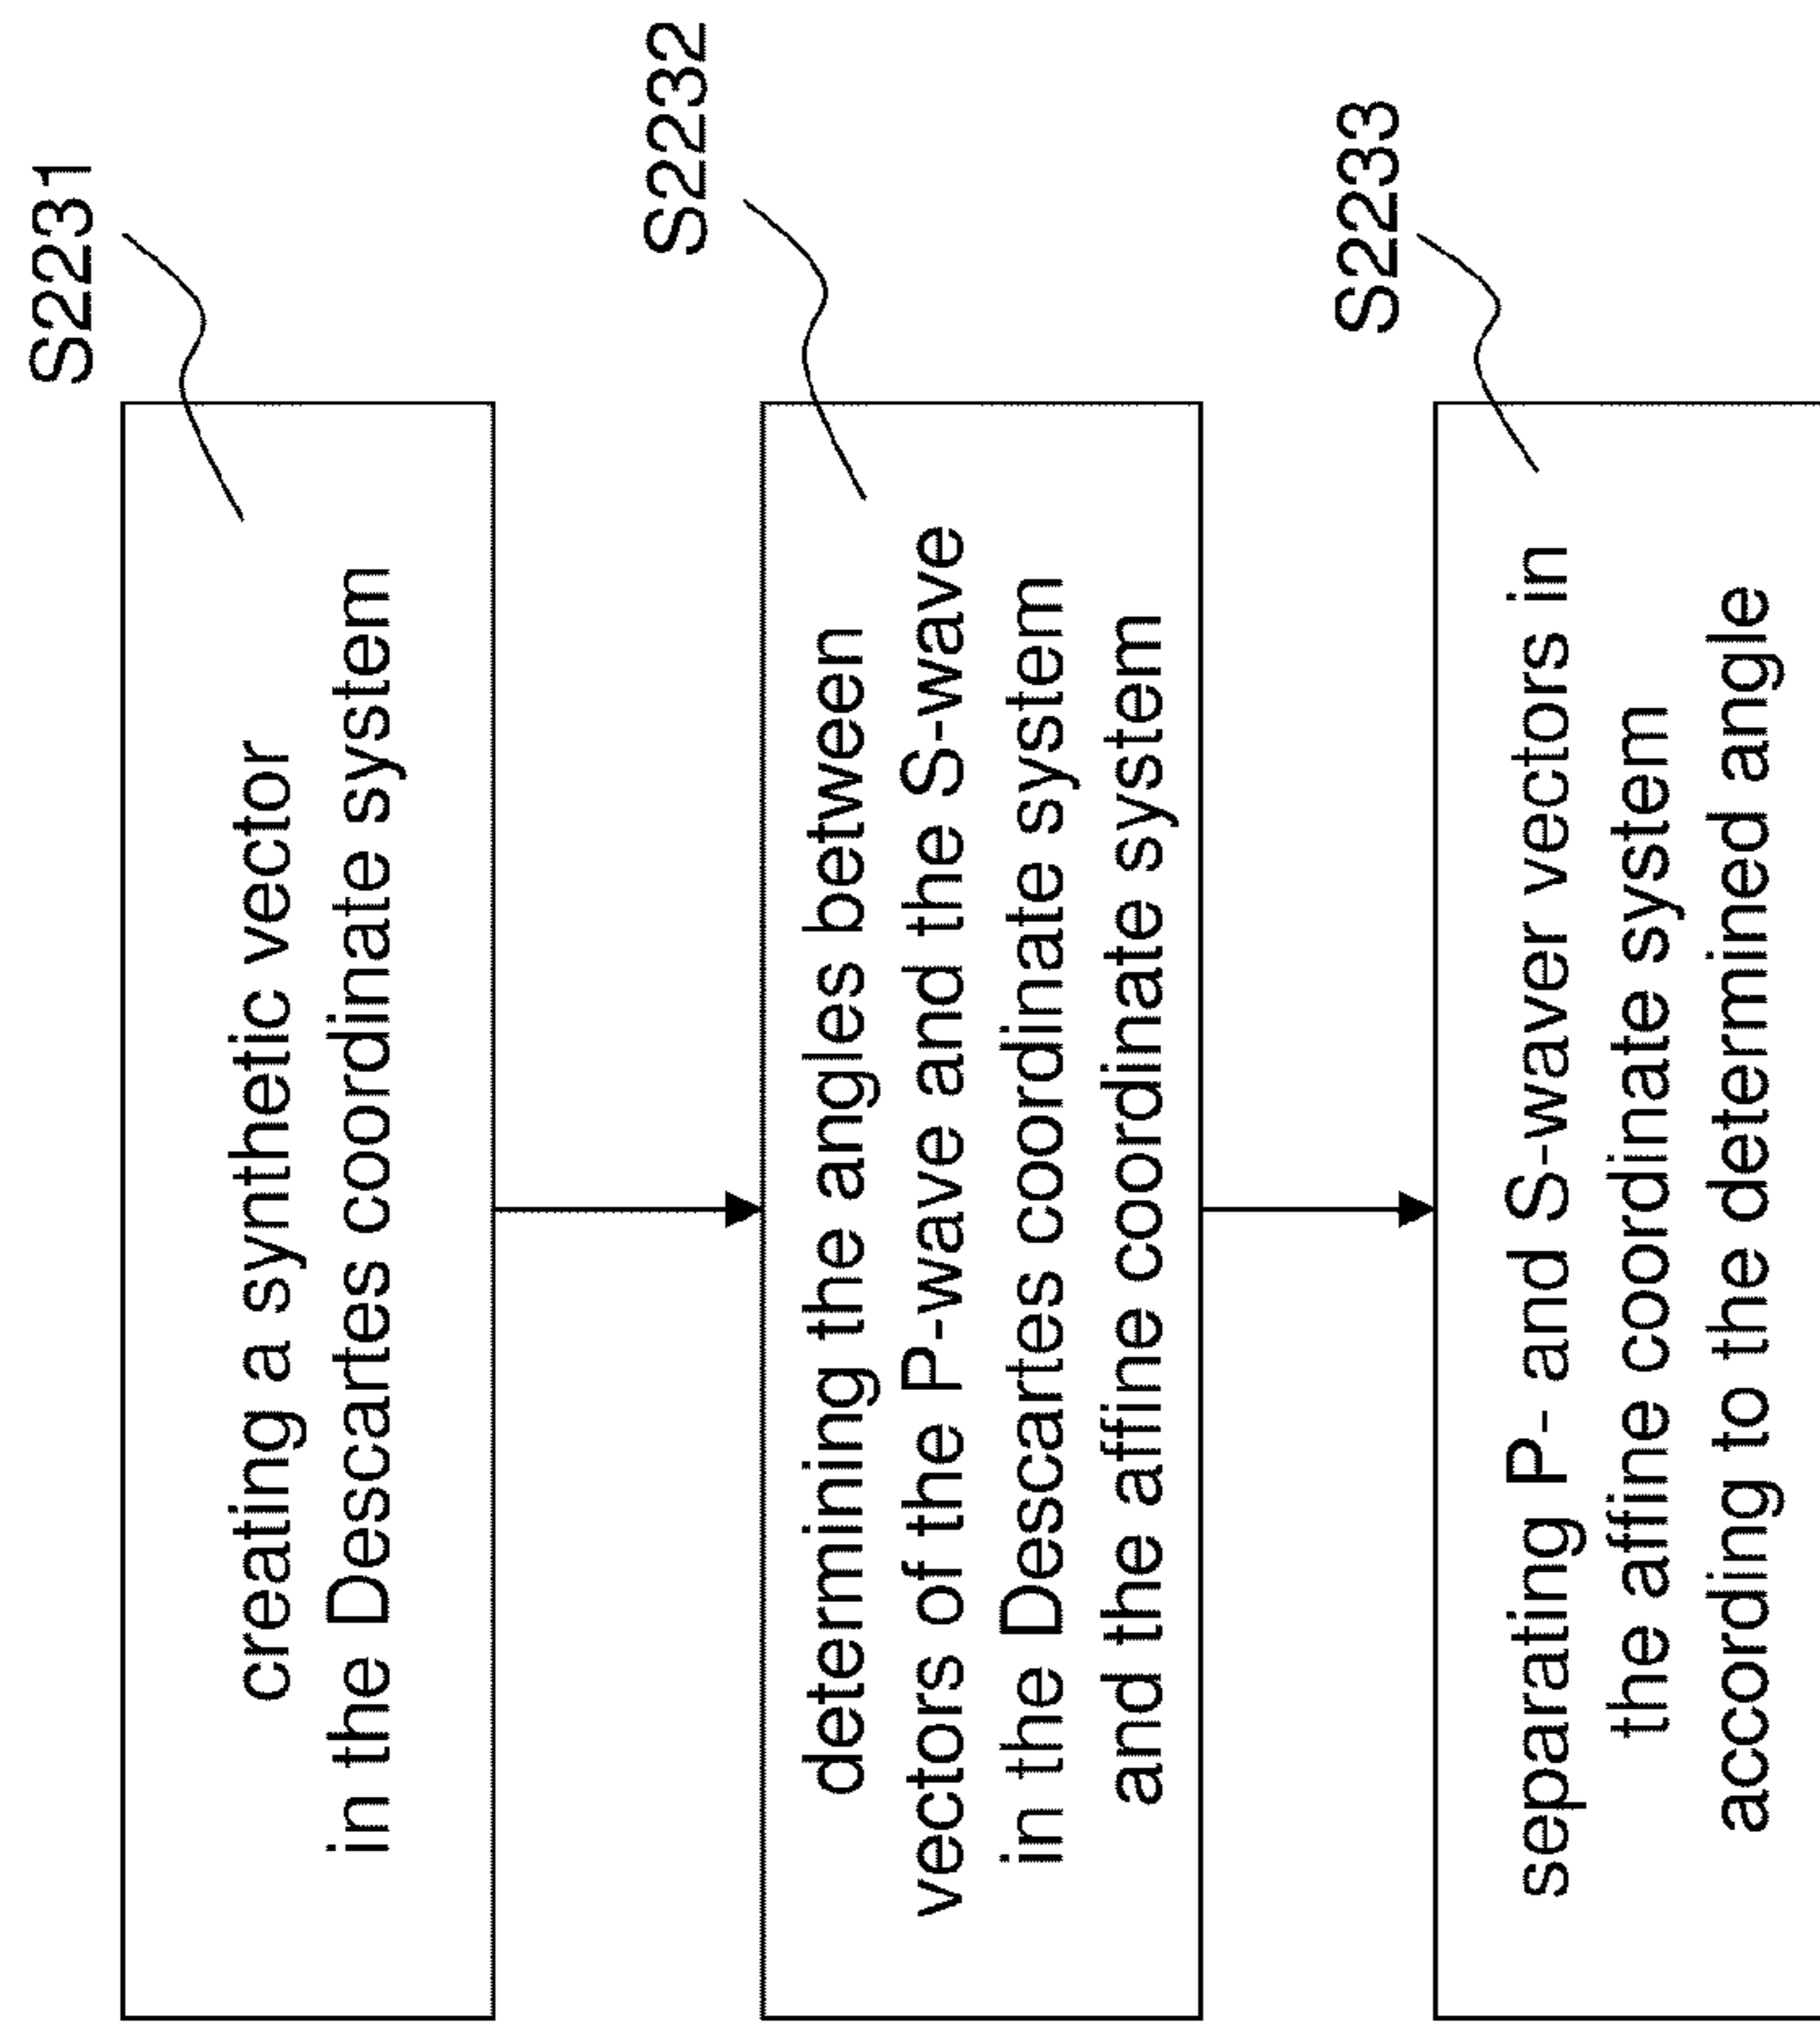 S2231
creating a synthetic vector
in the Descartes coordinate system
S2232
determining the angles between
vectors of the P-wave and the S-wave
in the Descartes coordinate system
and the affine coordinate system
S2233
separating P- and S-waver vectors in
the affine coordinate system
according to the determined angle